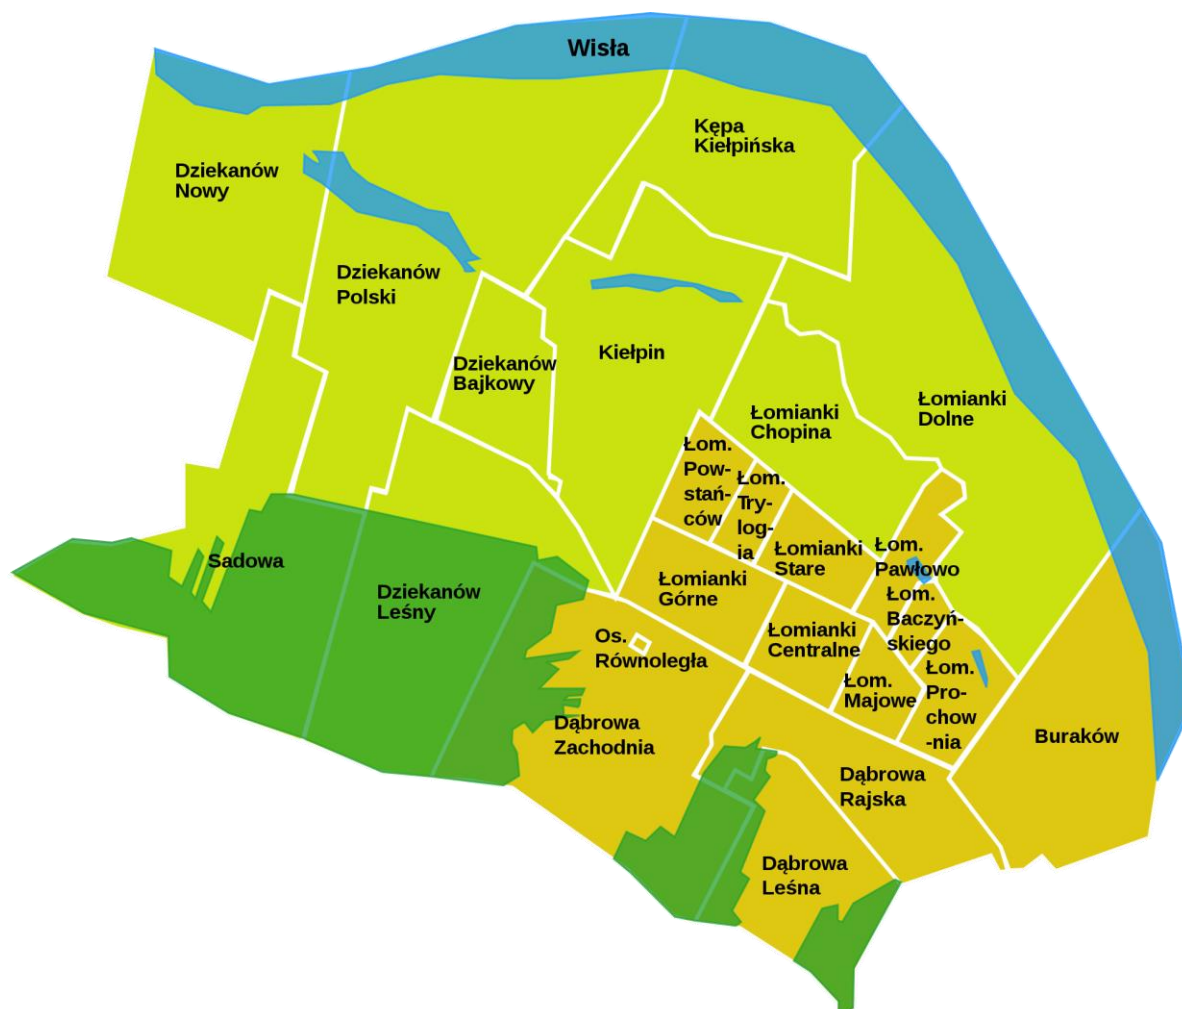 Wisła
Kępa
Kiełpińska
Dziekanów
Nowy
Dziekanów
Polski
Dziekanów
Bajkowy
Kiełpin
Łomianki
Chopina
Łomianki
Dolne
Łom.
Pow-
stań-
ców
Łom.
Try-
log-
ia
Łomianki
Stare
Łom.
Pawłowo
Łom.
Baczyń-
skiego
Sadowa
Dziekanów
Leśny
Łomianki
Górne
Os.
Równoległa
Łomianki
Centralne
Łom.
Majowe
Łom.
Pro-
chow
-nia
Buraków
Dąbrowa
Zachodnia
Dąbrowa
Rajska
Dąbrowa
Leśna